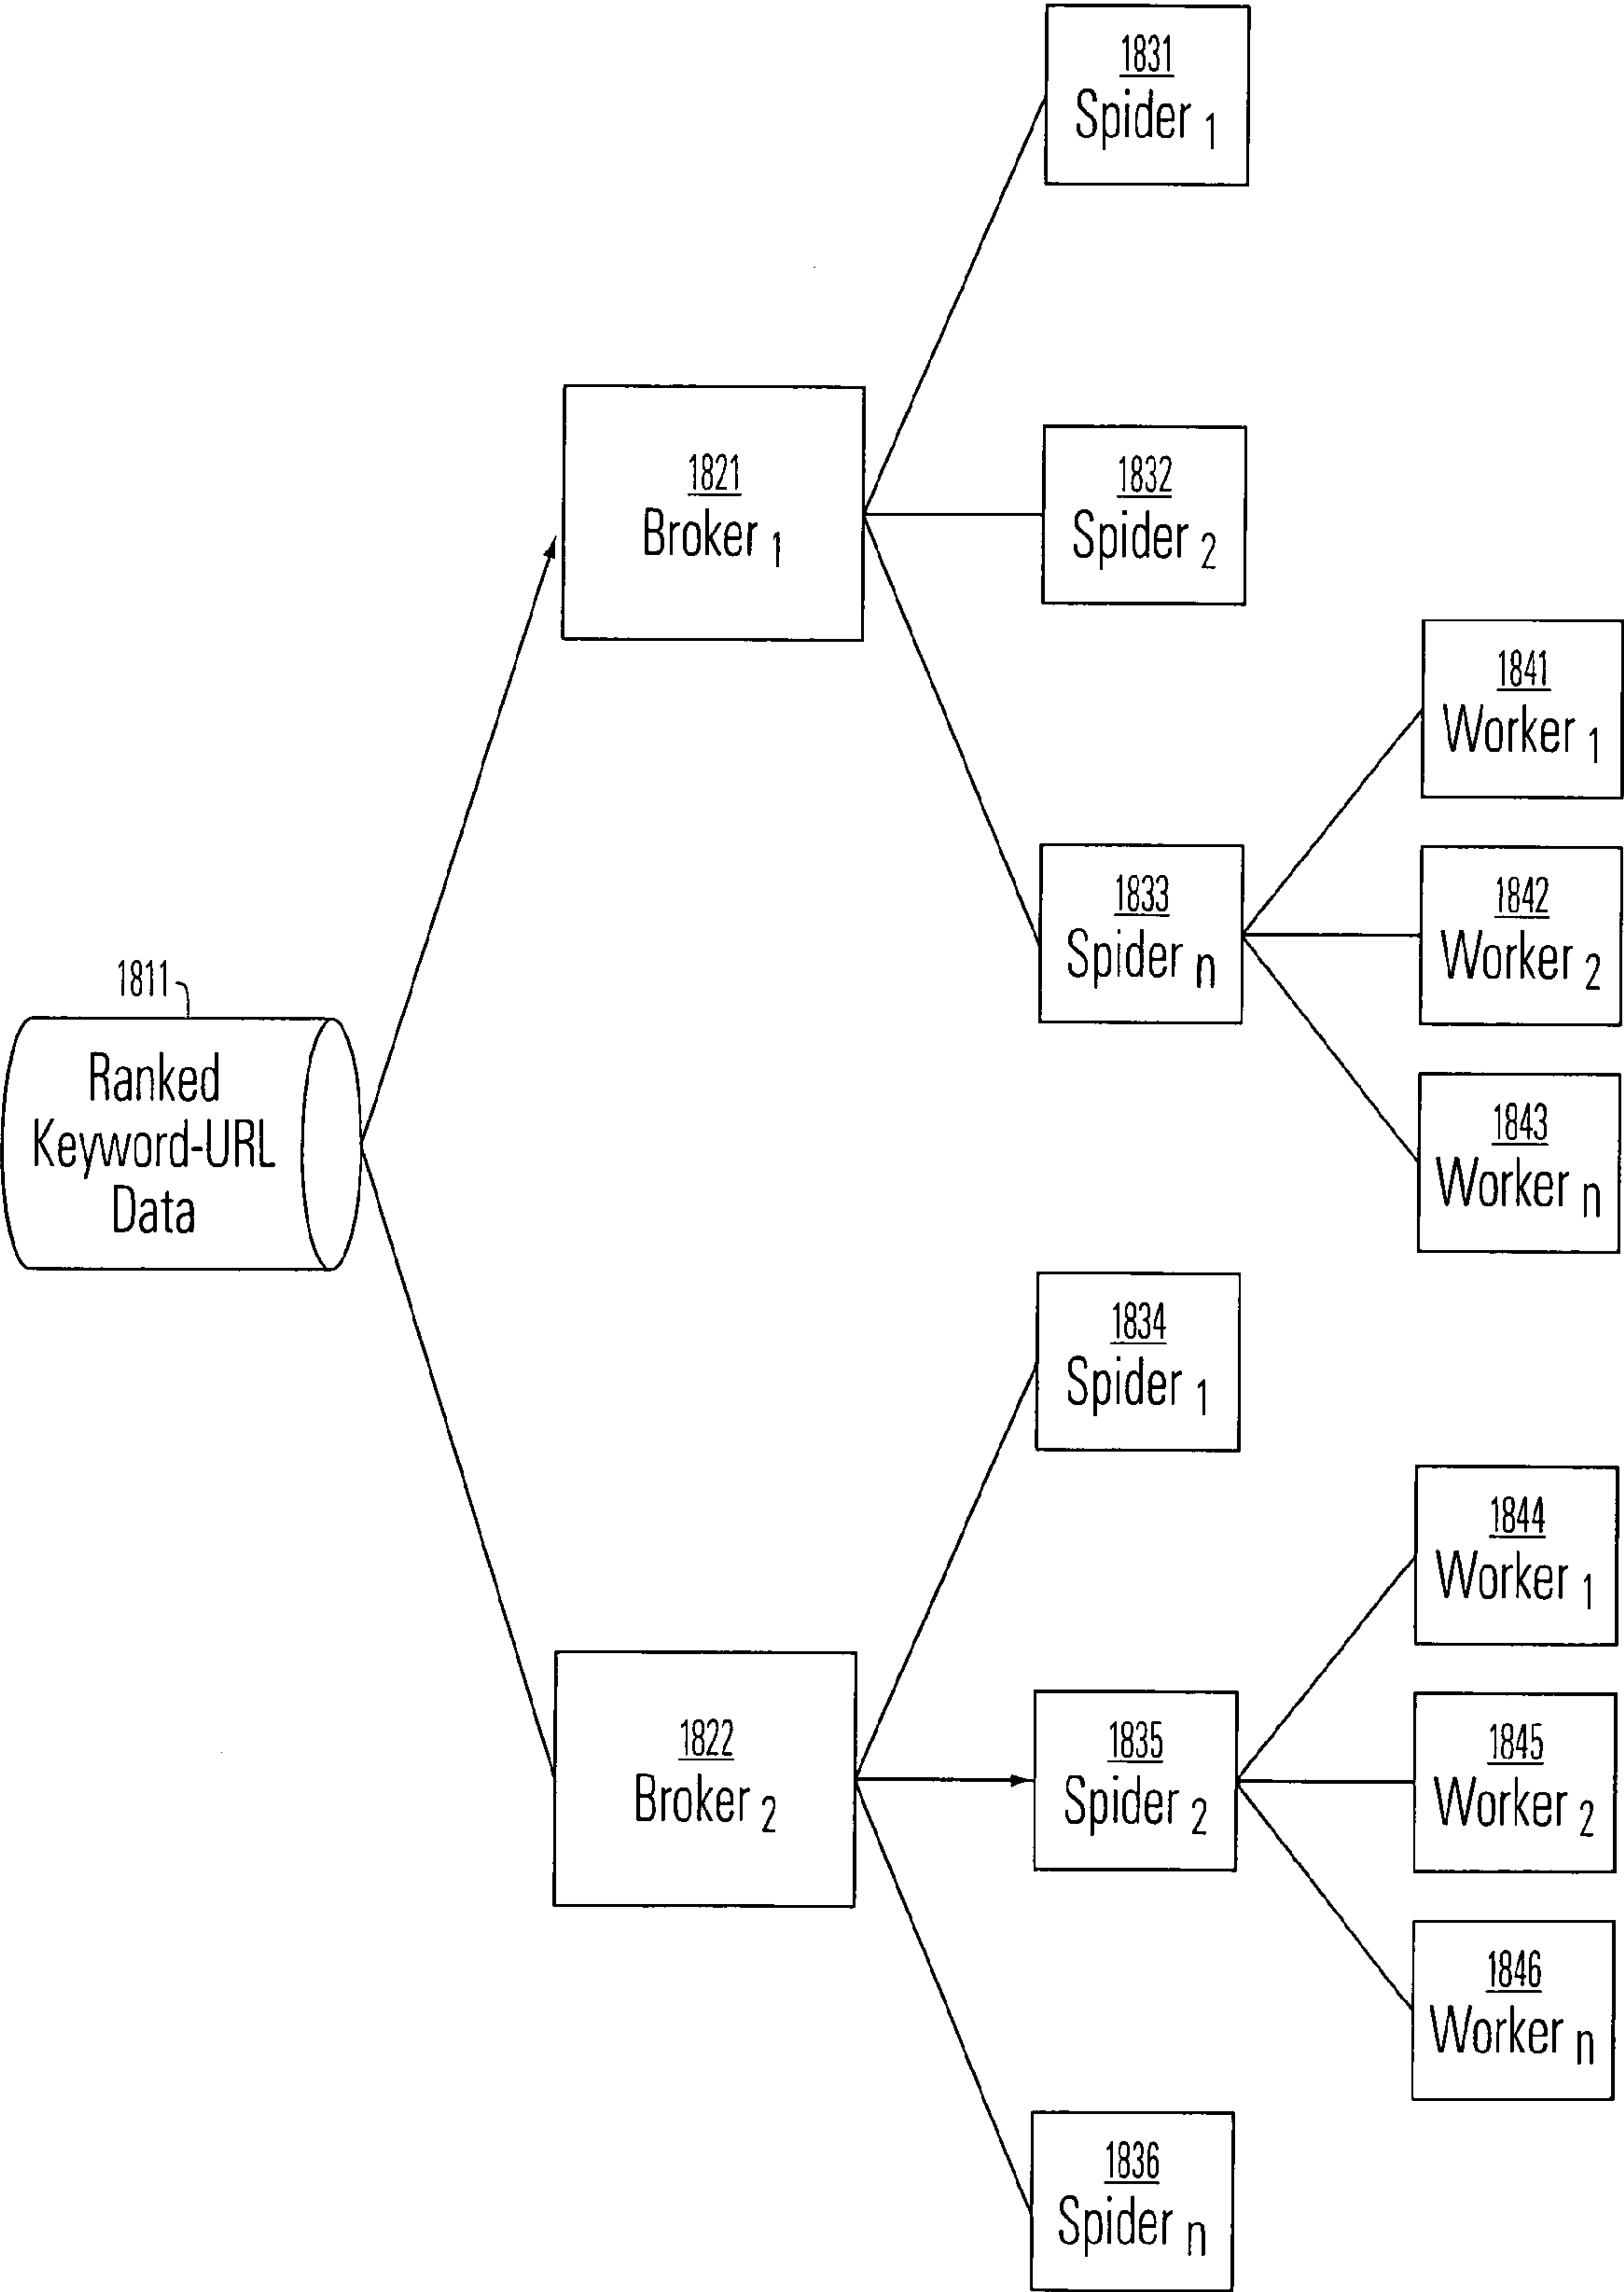 1831
Spider 1
1821
Broker 1
1832
Spider 2
1841
Worker 1
1833
Spider n
1842
Worker 2
1811
Ranked
Keyword-URL
Data
1843
Worker n
1834
Spider 1
1844
Worker 1
1822
Broker 2
1835
Spider 2
1845
Worker 2
1846
Worker n
1836
Spider n